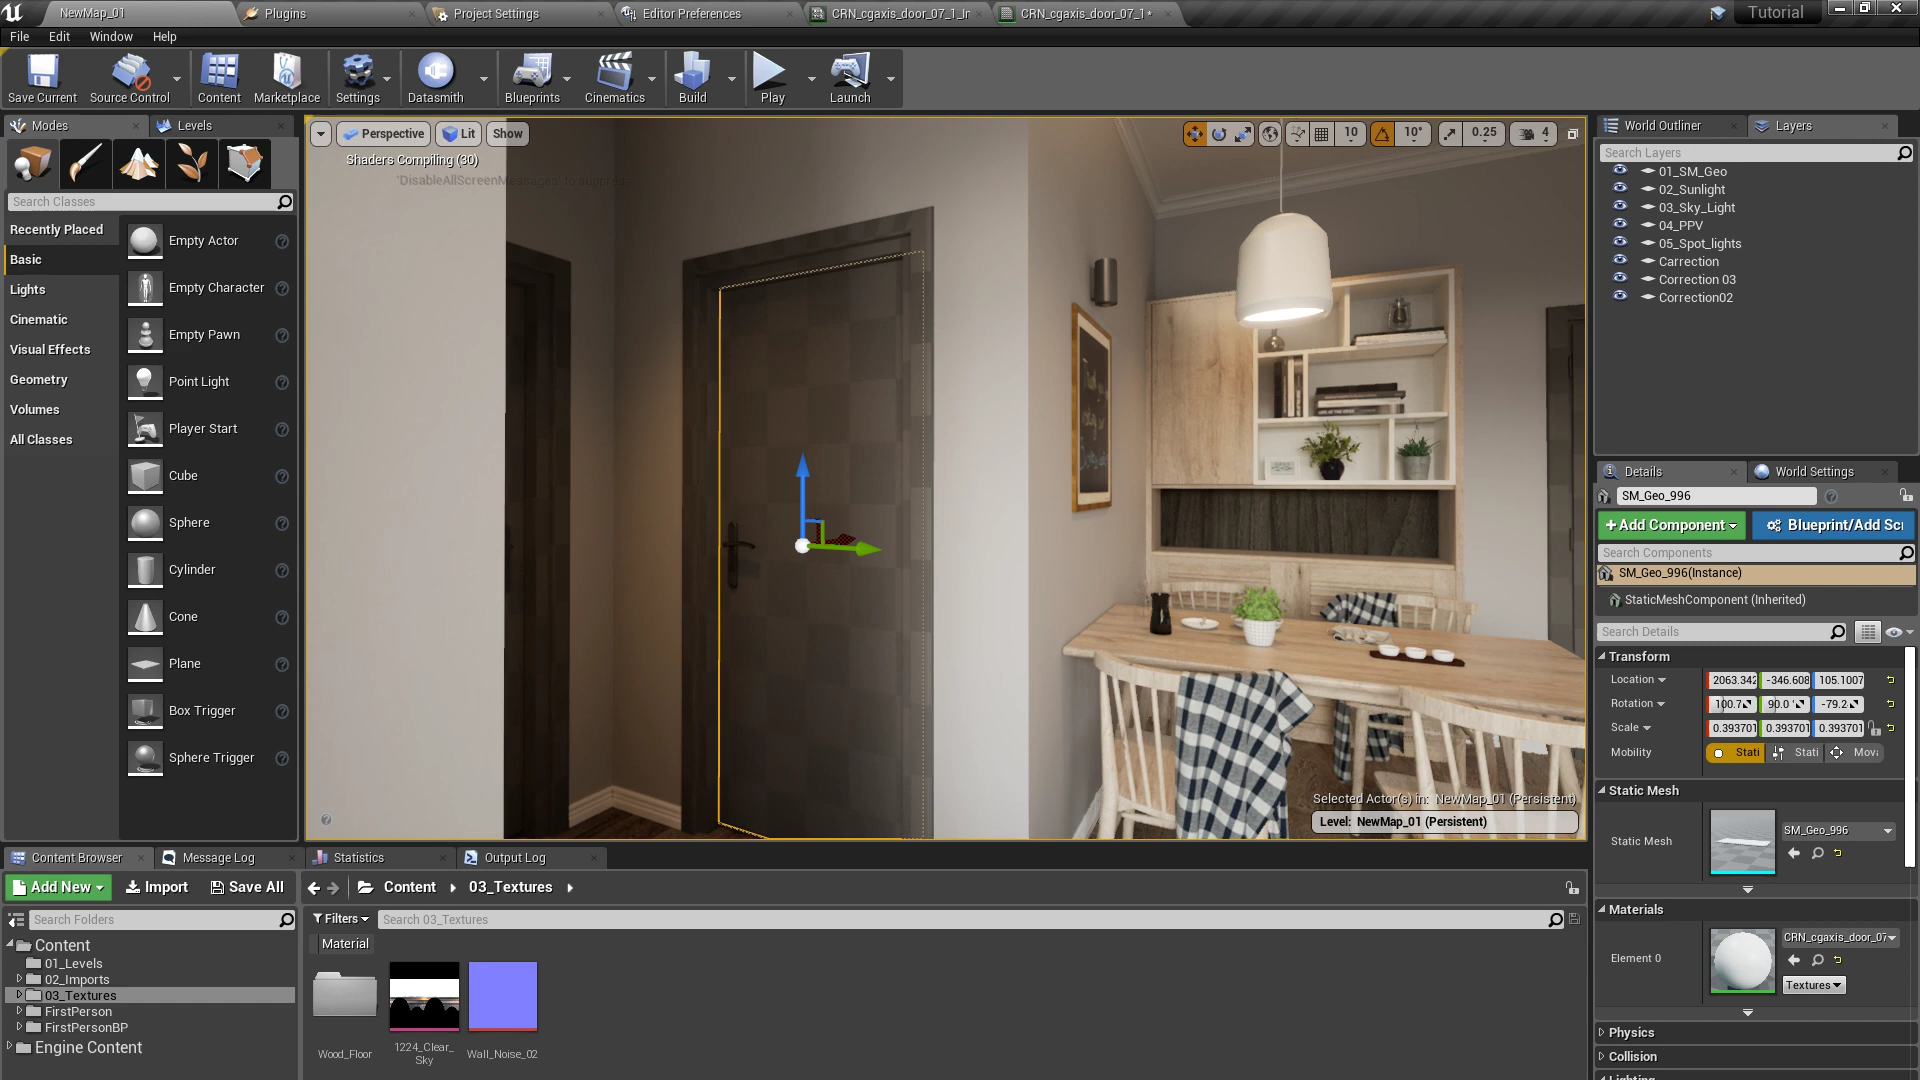 NewMap_01
Plugins
Project Settings
Editor Preferences
CRN_cgaxis_door_07_1_In
CRN_cgaxis_door_07_1*
Tutorial
File Edit Window Help
Save Current
Source Control
Content
Marketplace
Settings
Datasmith
Blueprints
Cinematics
Build
Play
Launch
Modes
Levels
Search Classes
Recently Placed
Basic
Lights
Cinematic
Visual Effects
Geometry
Volumes
All Classes
Empty Actor
Empty Character
Empty Pawn
Point Light
Player Start
Cube
Sphere
Cylinder
Cone
Plane
Box Trigger
Sphere Trigger
Perspective
Lit
Show
10
10°
0.25
4
Shaders Compiling (30)
'DisableAllScreenMessages' to suppress
Selected Actor(s) in: NewMap_01 (Persistent)
Level: NewMap_01 (Persistent)
World Outliner
Layers
Search Layers
01_SM_Geo
02_Sunlight
03_Sky_Light
04_PPV
05_Spot_lights
Carrection
Correction 03
Correction02
Details
World Settings
SM_Geo_996
+Add Component
Blueprint/Add Scr
Search Components
SM_Geo_996(Instance)
StaticMeshComponent (Inherited)
Search Details
Transform
Location 2063.342 -346.608 105.1007
Rotation 100.7 90.0 ° -79.2
Scale 0.393701 0.393701 0.393701
Mobility Stati Stati Mova
Static Mesh
Static Mesh
SM_Geo_996
Materials
Element 0
CRN_cgaxis_door_07
Textures
Physics
Collision
Lighting
Content Browser
Message Log
Statistics
Output Log
Add New
Import
Save All
Content
03_Textures
Search Folders
Filters
Search 03_Textures
Material
Content
01_Levels
02_Imports
03_Textures
FirstPerson
FirstPersonBP
Engine Content
Wood_Floor
1224_Clear_
Sky
Wall_Noise_02